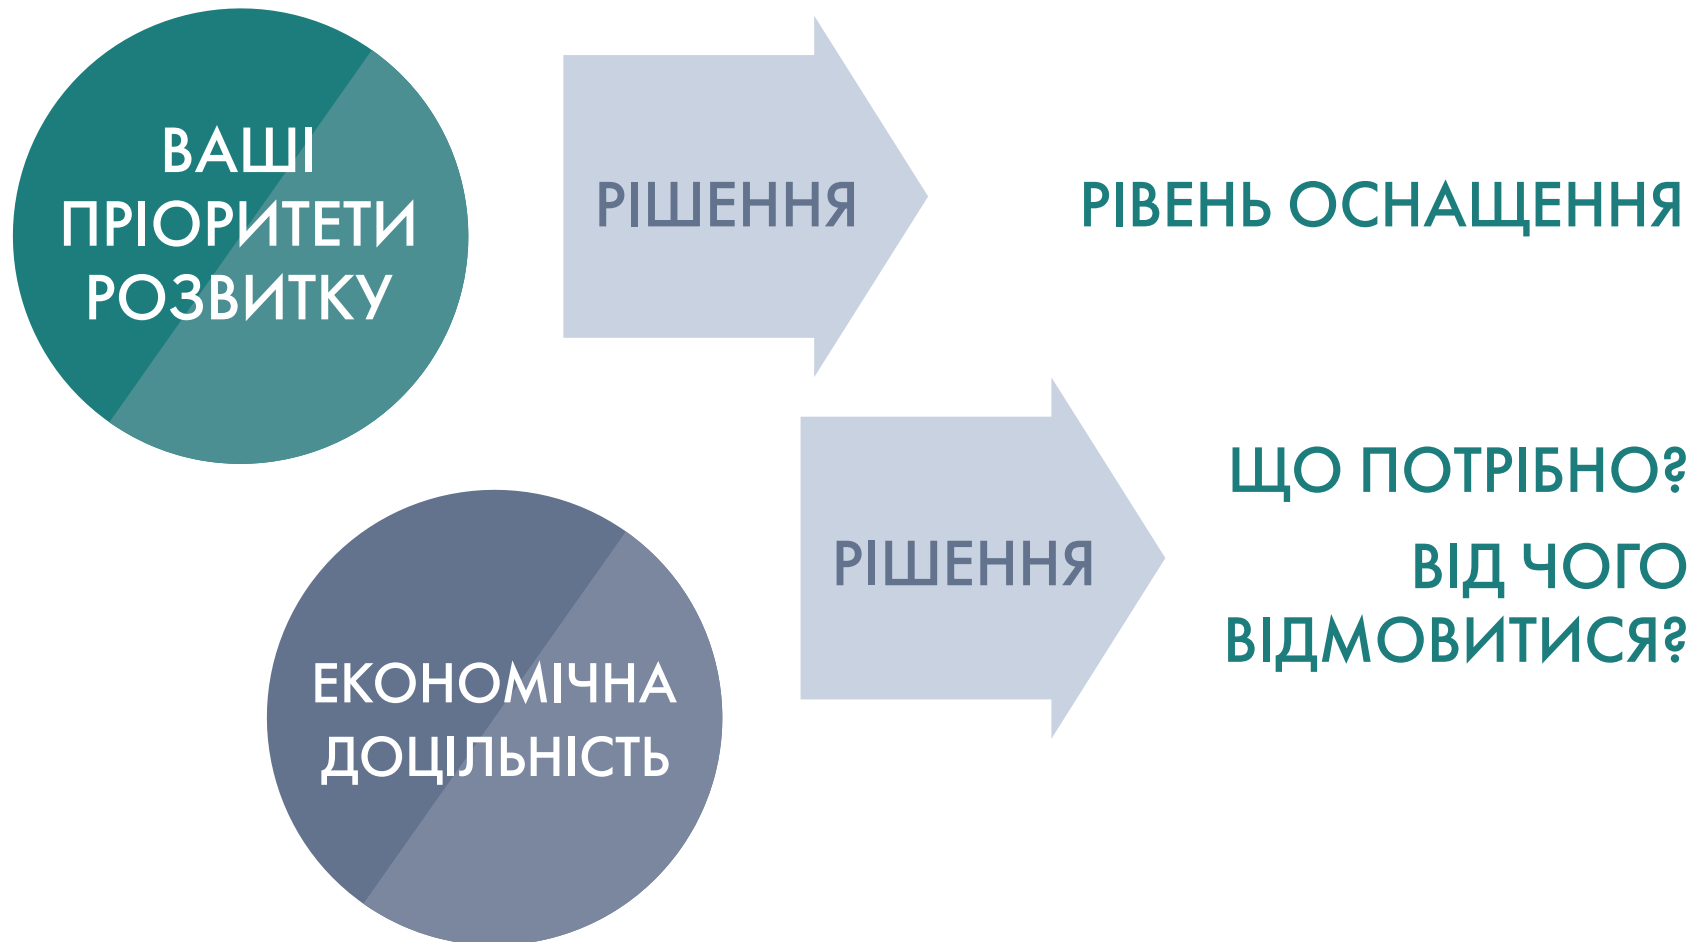 ВАШІ
ПРІОРИТЕТИ
РОЗВИТКУ
РІШЕННЯ
РІВЕНЬ ОСНАЩЕННЯ
ЕКОНОМІЧНА
ДОЦІЛЬНІСТЬ
РІШЕННЯ
ЩО ПОТРІБНО?
ВІД ЧОГО
ВІДМОВИТИСЯ?